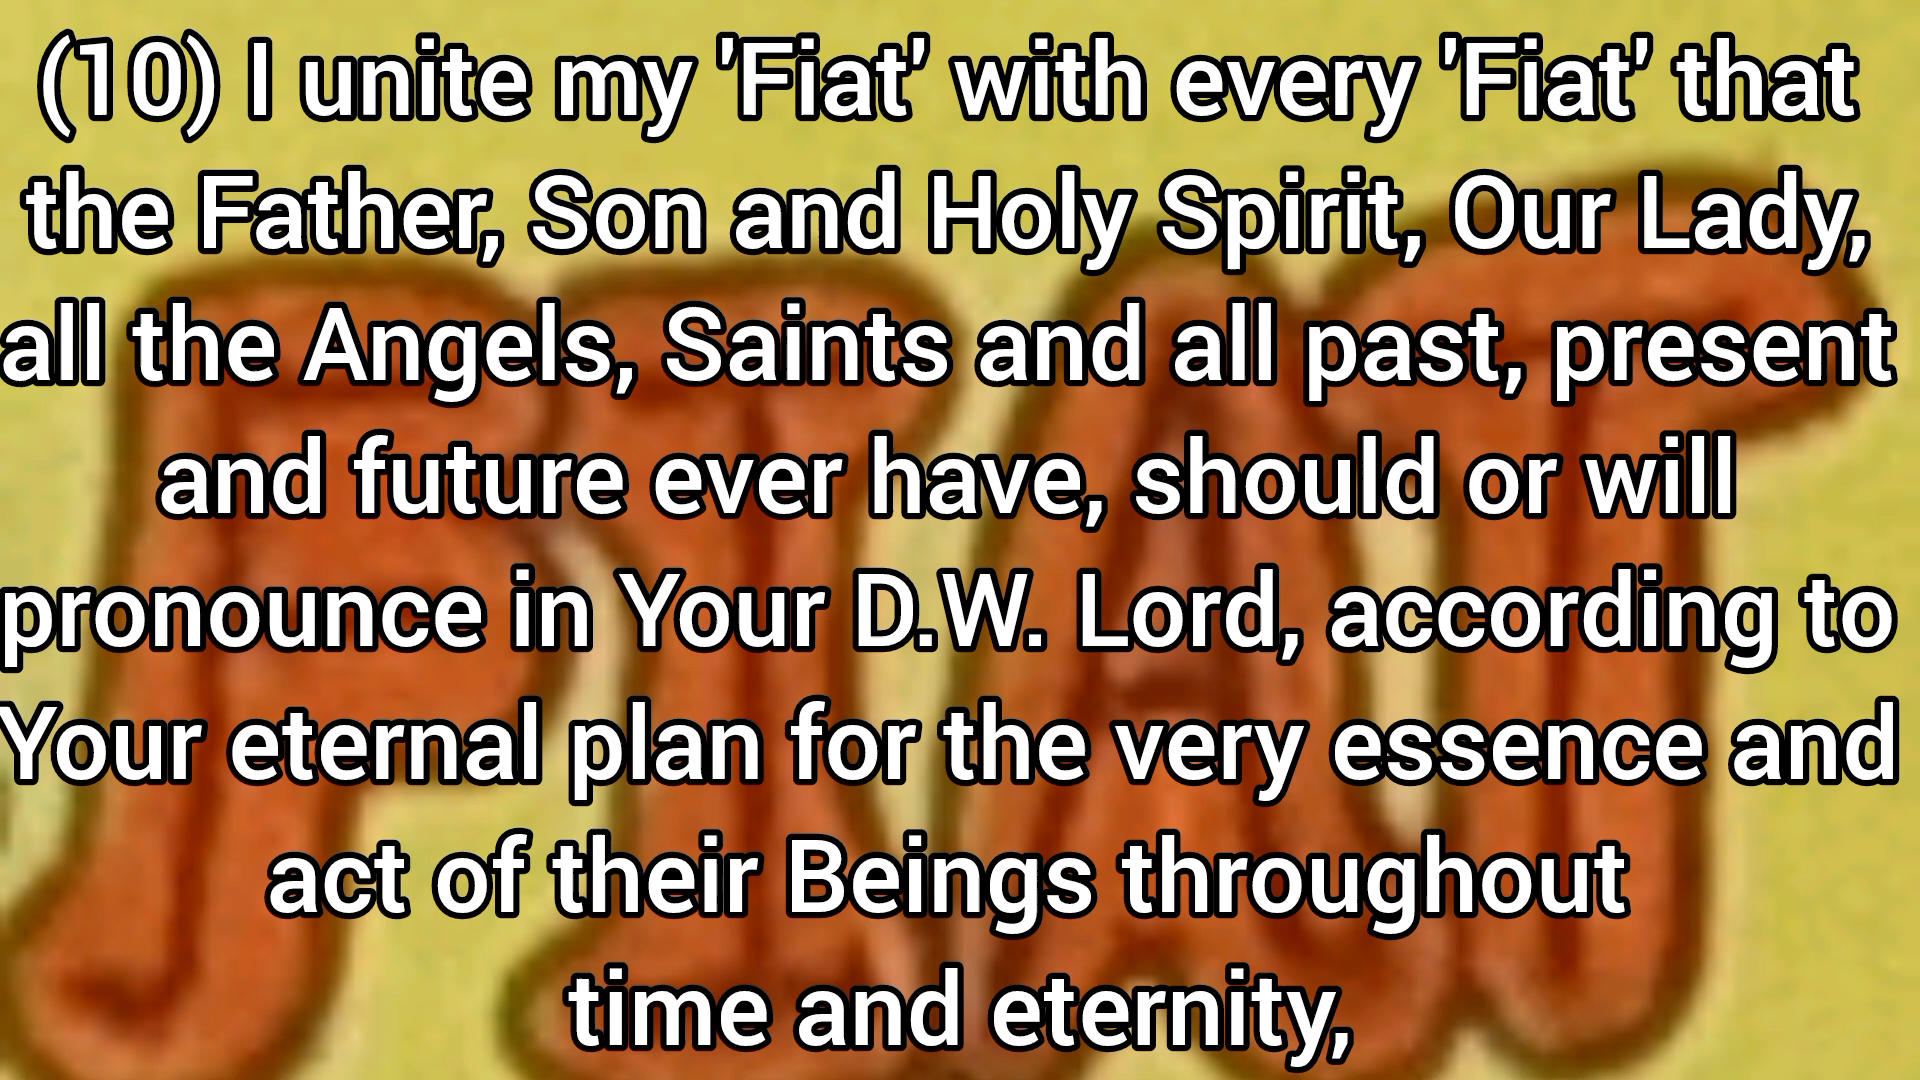 (10) I unite my 'Fiat' with every 'Fiat' that
the Father, Son and Holy Spirit, Our Lady,
all the Angels, Saints and all past, present
and future ever have, should or will
pronounce in Your D.W. Lord, according to
Your eternal plan for the very essence and
act of their Beings throughout
time and eternity,
FIAT